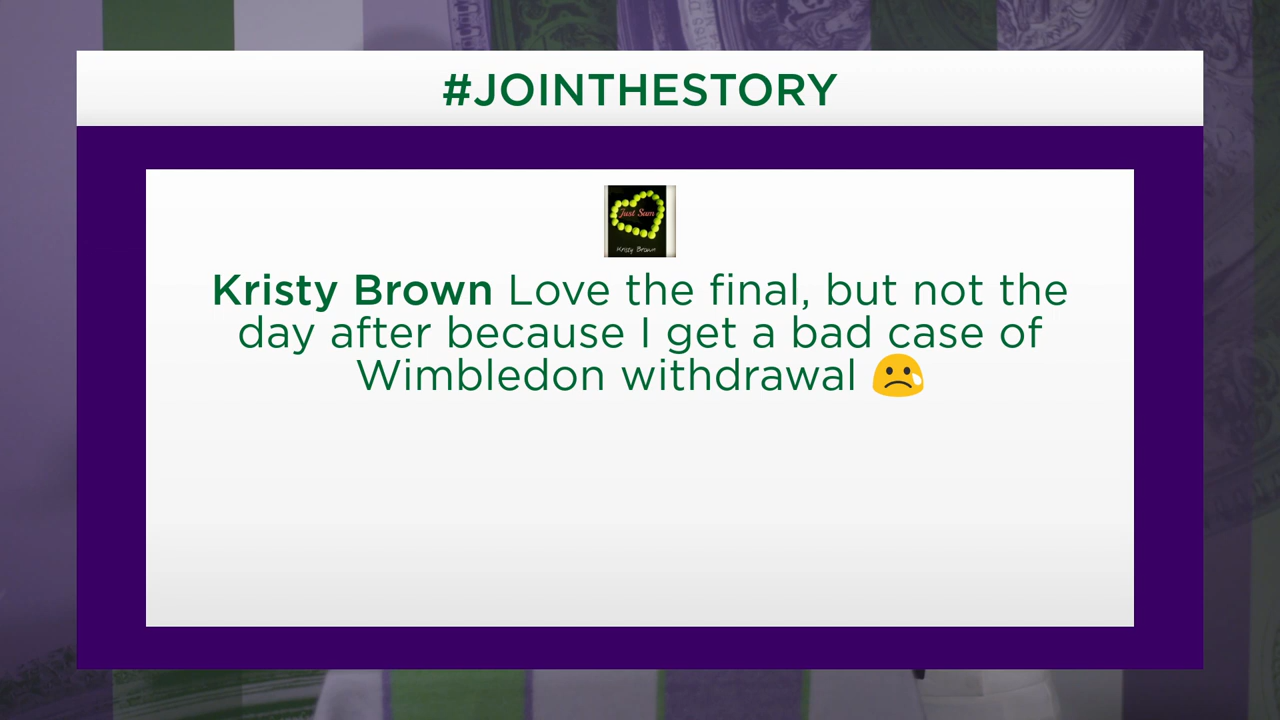 #JOINTHESTORY
Just Sum
Kristy Brown
Kristy Brown Love the final, but not the
day after because I get a bad case of
Wimbledon withdrawal 😢